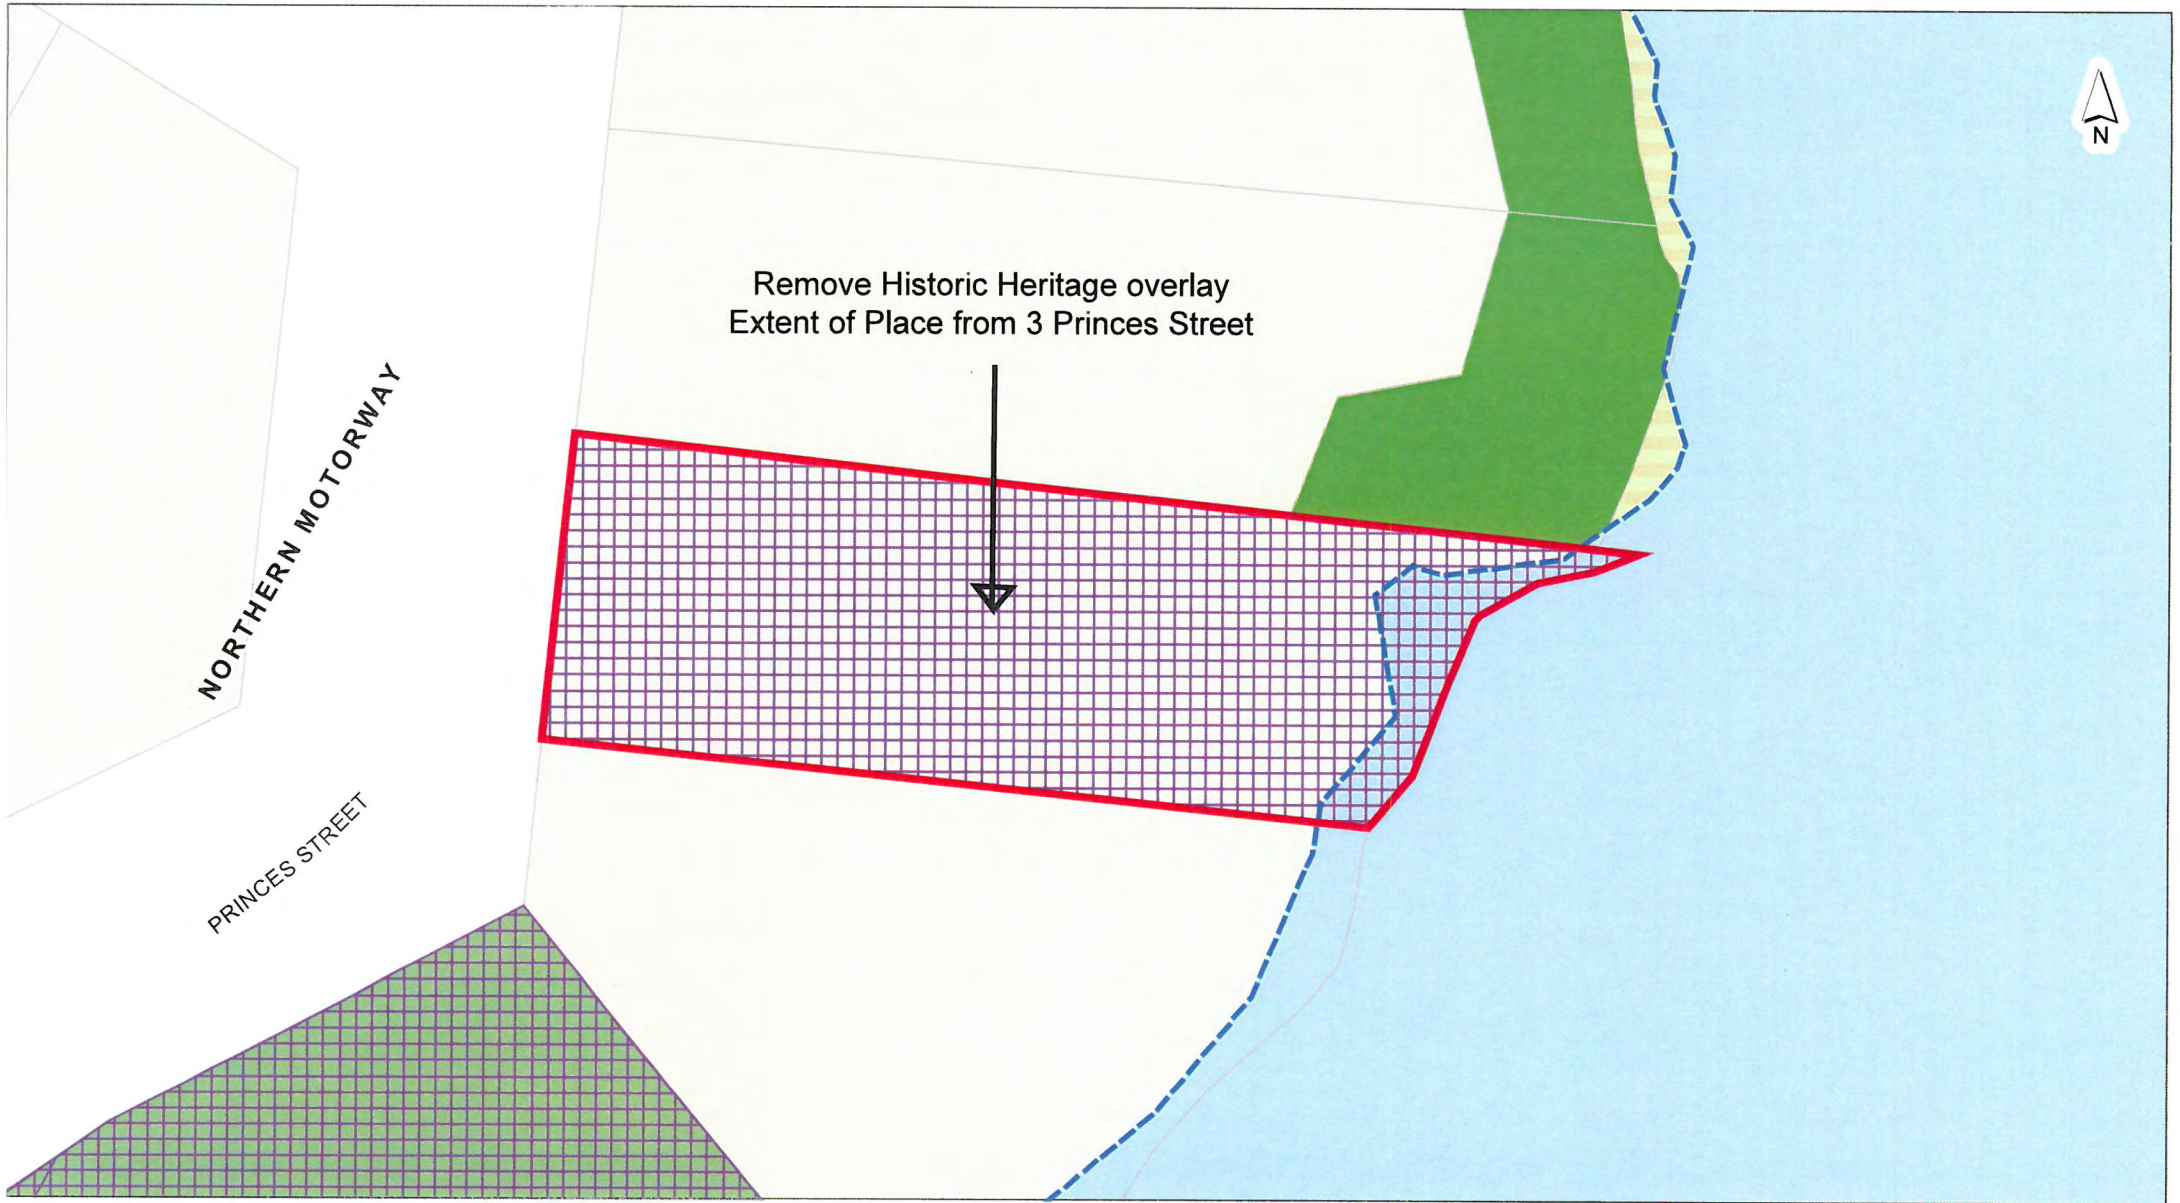 N
Remove Historic Heritage overlay
Extent of Place from 3 Princes Street
NORTHERN MOTORWAY
PRINCES STREET